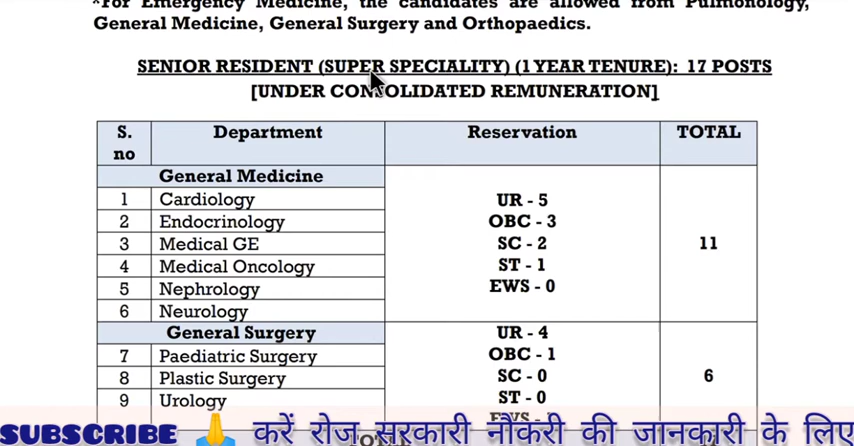 *For Emergency Medicine, the candidates are allowed from Pulmonology,
General Medicine, General Surgery and Orthopaedics.
SENIOR RESIDENT (SUPER SPECIALITY) (1 YEAR TENURE): 17 POSTS
[UNDER CONSOLIDATED REMUNERATION]
S. no Department Reservation TOTAL
General Medicine
1 Cardiology UR - 5
2 Endocrinology OBC - 3
3 Medical GE SC - 2 11
4 Medical Oncology ST - 1
5 Nephrology EWS - 0
6 Neurology
General Surgery UR - 4
7 Paediatric Surgery OBC - 1
8 Plastic Surgery SC - 0 6
9 Urology ST - 0
EWS -
SUBSCRIBE 🙏 करें रोज सरकारी नौकरी की जानकारी के लिए